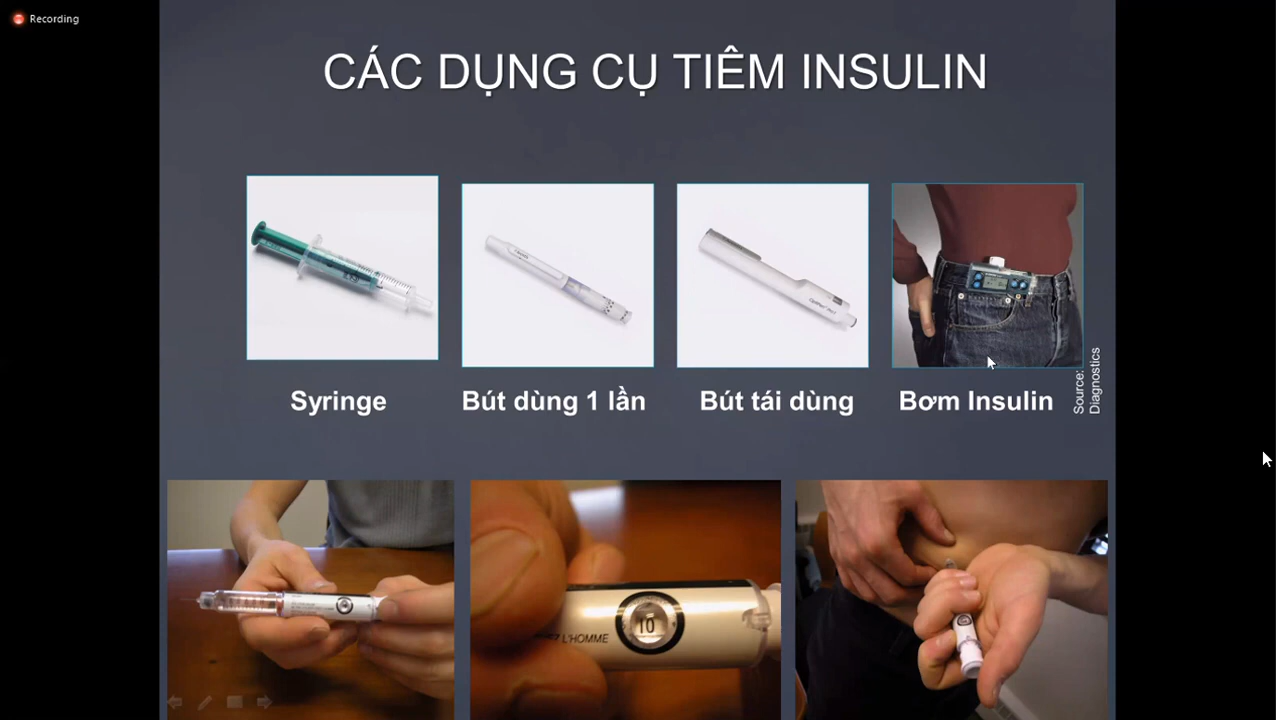 Recording
CÁC DỤNG CỤ TIÊM INSULIN
Syringe
Bút dùng 1 lần
Bút tái dùng
Bơm Insulin
Source:
Diagnostics
L'HOMME
10